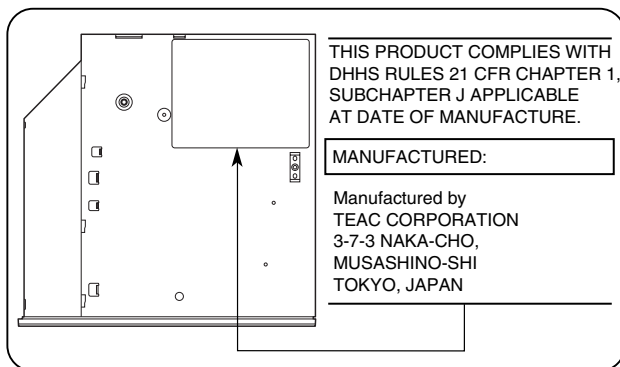 THIS PRODUCT COMPLIES WITH
DHHS RULES 21 CFR CHAPTER 1,
SUBCHAPTER J APPLICABLE
AT DATE OF MANUFACTURE.
MANUFACTURED:
Manufactured by
TEAC CORPORATION
3-7-3 NAKA-CHO,
MUSASHINO-SHI
TOKYO, JAPAN